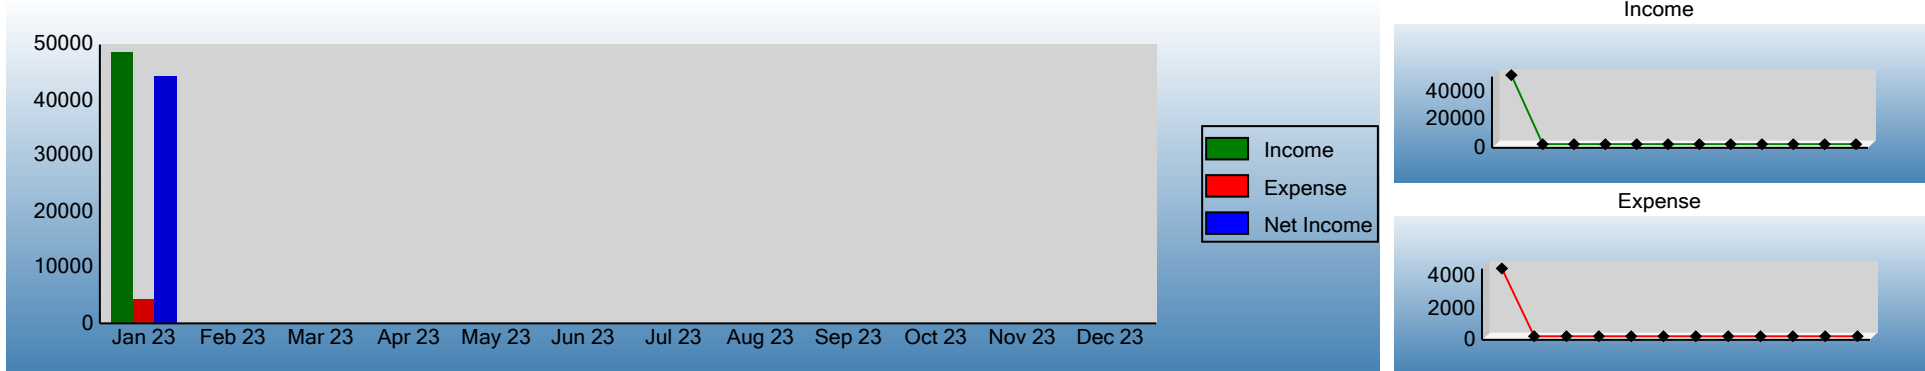 50000
40000
30000
20000
10000
0
Jan 23 Feb 23 Mar 23 Apr 23 May 23 Jun 23 Jul 23 Aug 23 Sep 23 Oct 23 Nov 23 Dec 23
Income
Expense
Net Income
Income
40000
20000
0
Expense
4000
2000
0